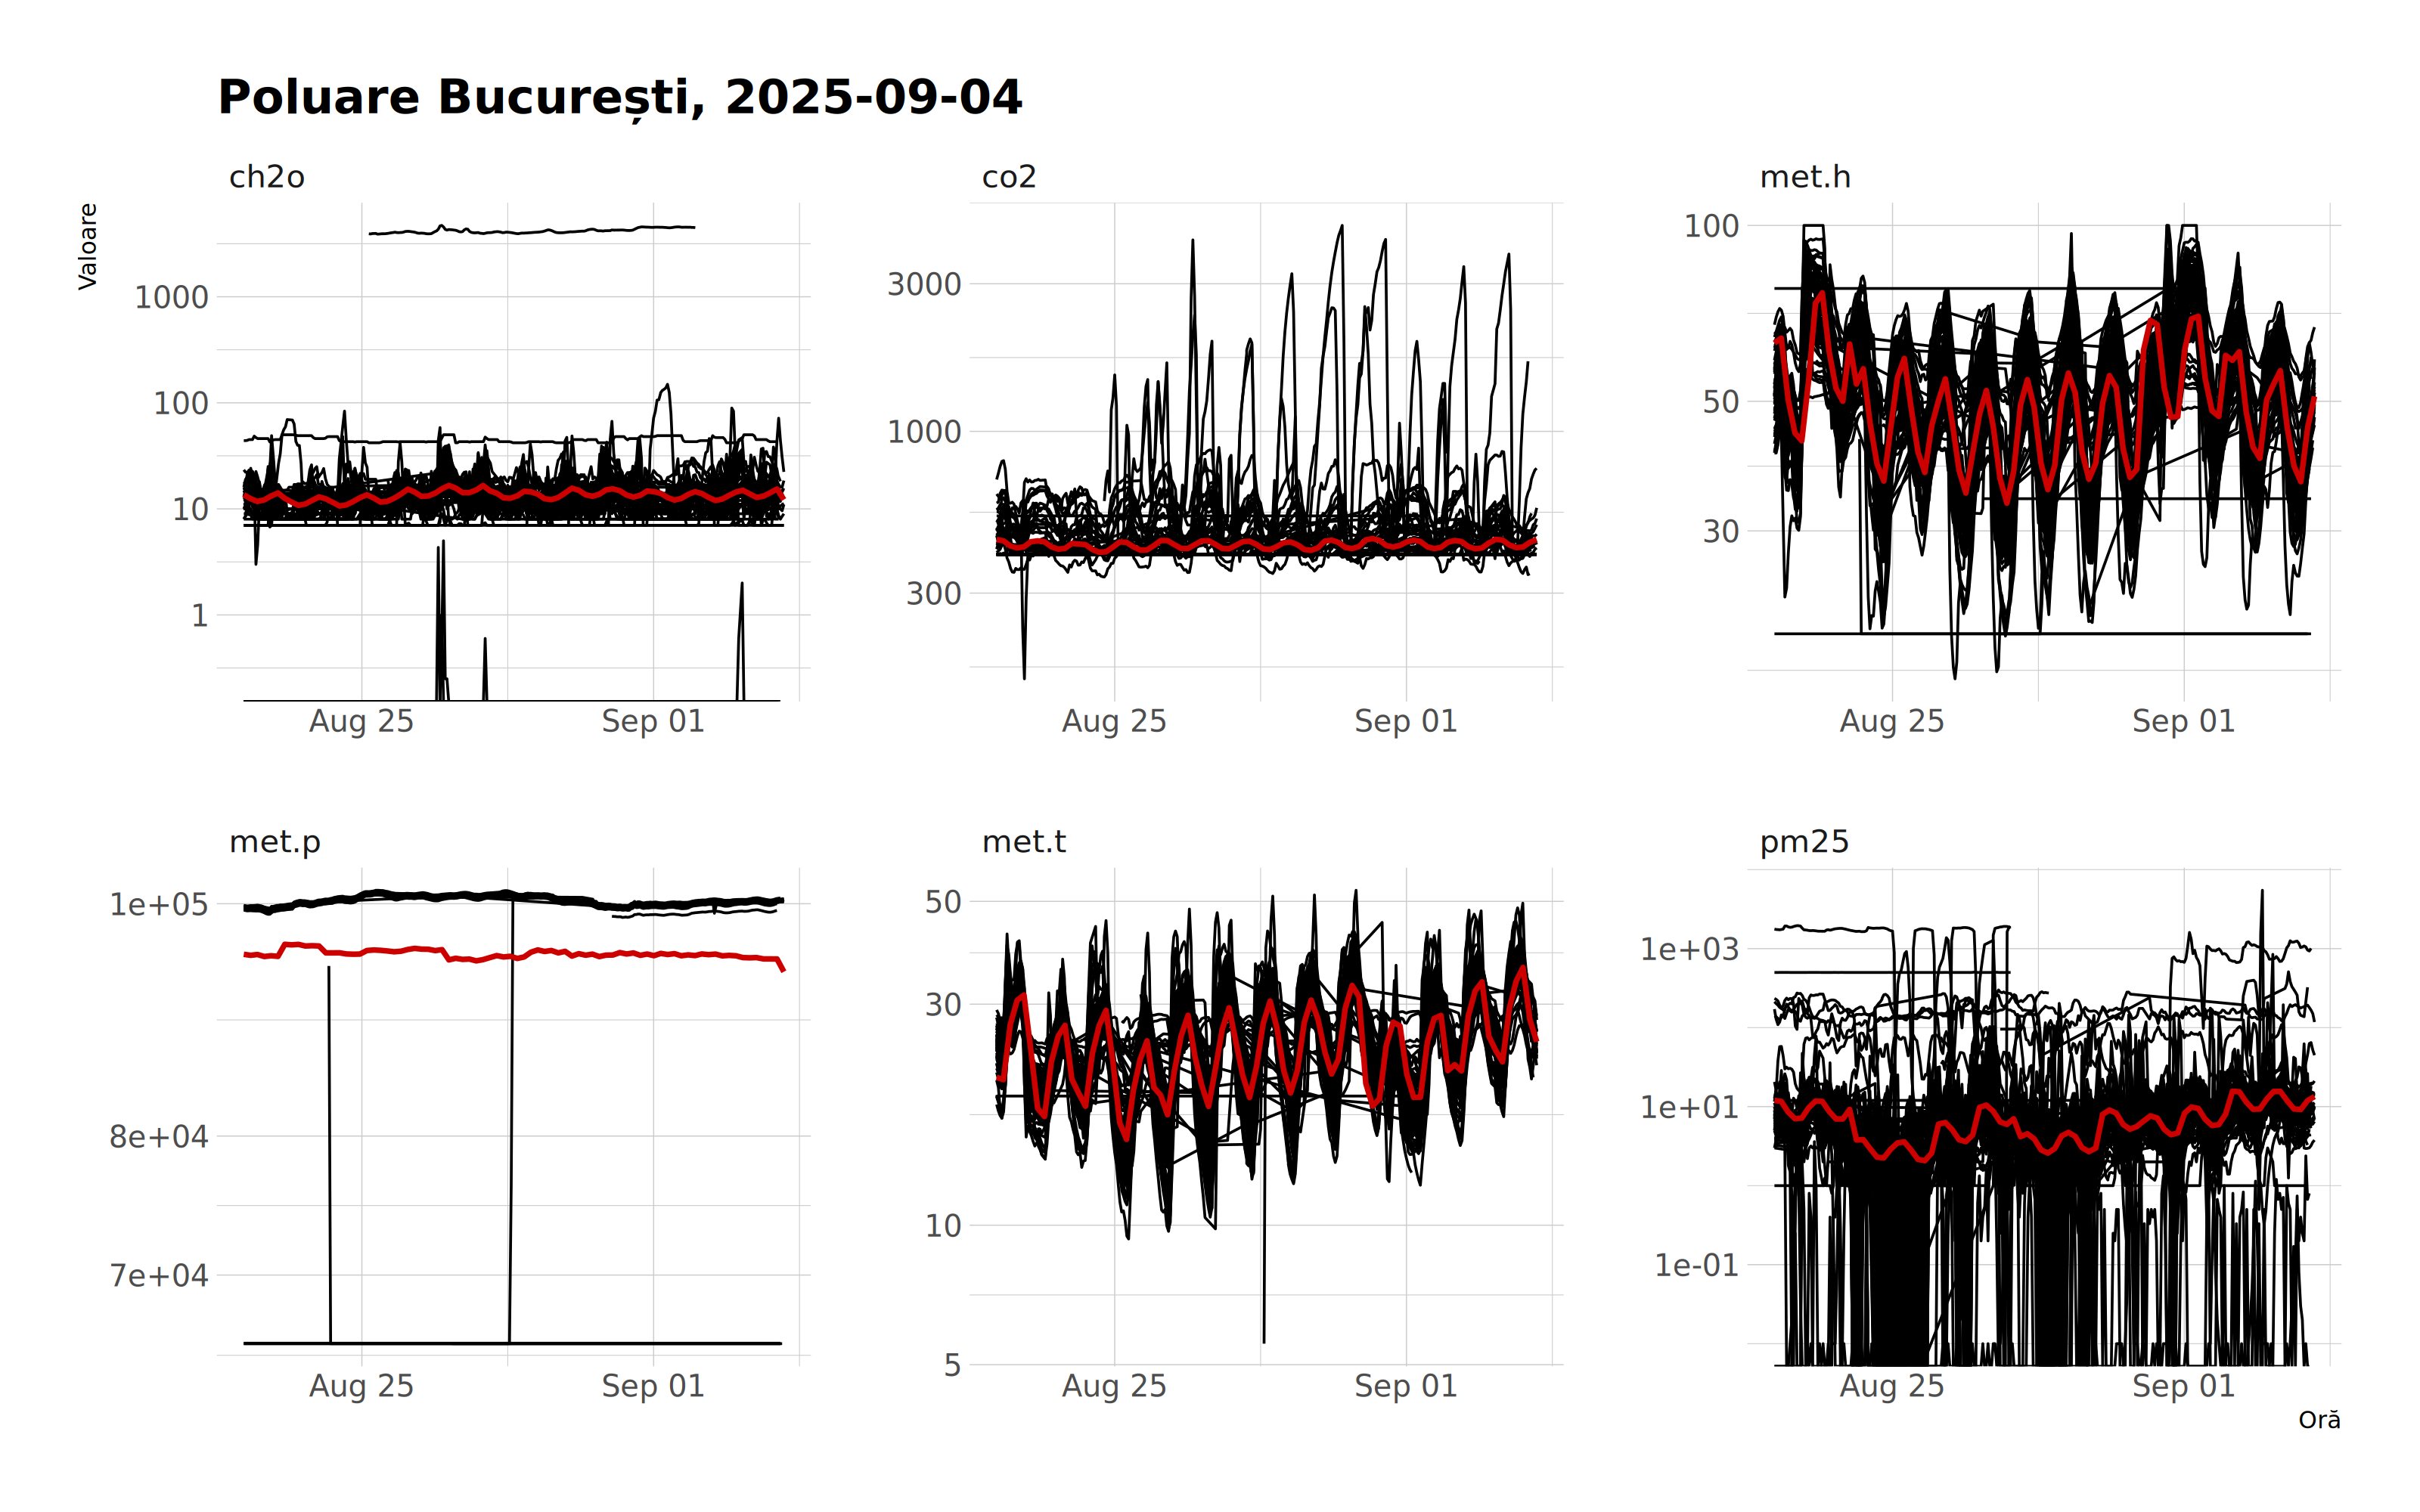 Poluare București, 2025-09-04
ch2o
co2
met.h
Valoare
1000
100
10
1
Aug 25
Sep 01
3000
1000
300
Aug 25
Sep 01
100
50
30
Aug 25
Sep 01
met.p
met.t
pm25
1e+05
8e+04
7e+04
Aug 25
Sep 01
50
30
10
5
Aug 25
Sep 01
1e+03
1e+01
1e-01
Aug 25
Sep 01
Oră